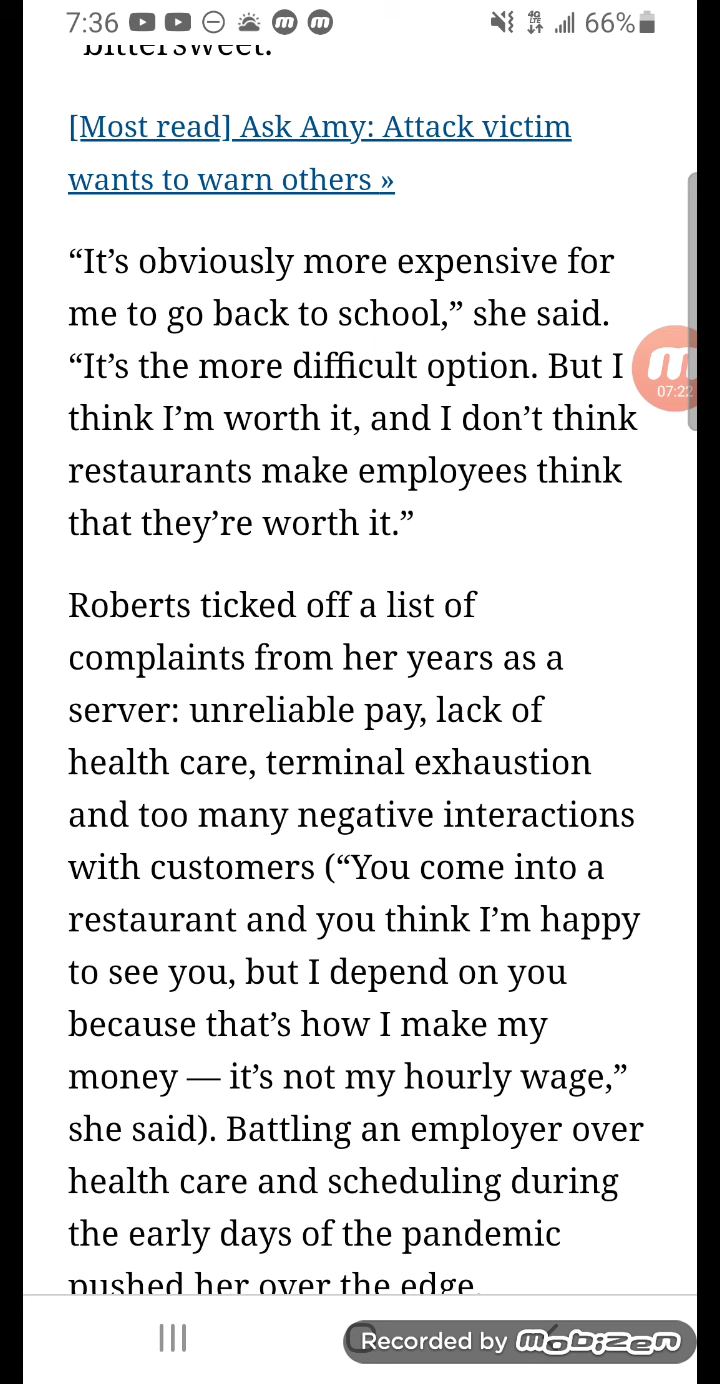 7:36
66%
bittersweet.
[Most read] Ask Amy: Attack victim
wants to warn others »
“It’s obviously more expensive for
me to go back to school,” she said.
“It’s the more difficult option. But I
think I’m worth it, and I don’t think
restaurants make employees think
that they’re worth it.”
07:22
Roberts ticked off a list of
complaints from her years as a
server: unreliable pay, lack of
health care, terminal exhaustion
and too many negative interactions
with customers (“You come into a
restaurant and you think I’m happy
to see you, but I depend on you
because that’s how I make my
money — it’s not my hourly wage,”
she said). Battling an employer over
health care and scheduling during
the early days of the pandemic
pushed her over the edge.
Recorded by mobizen